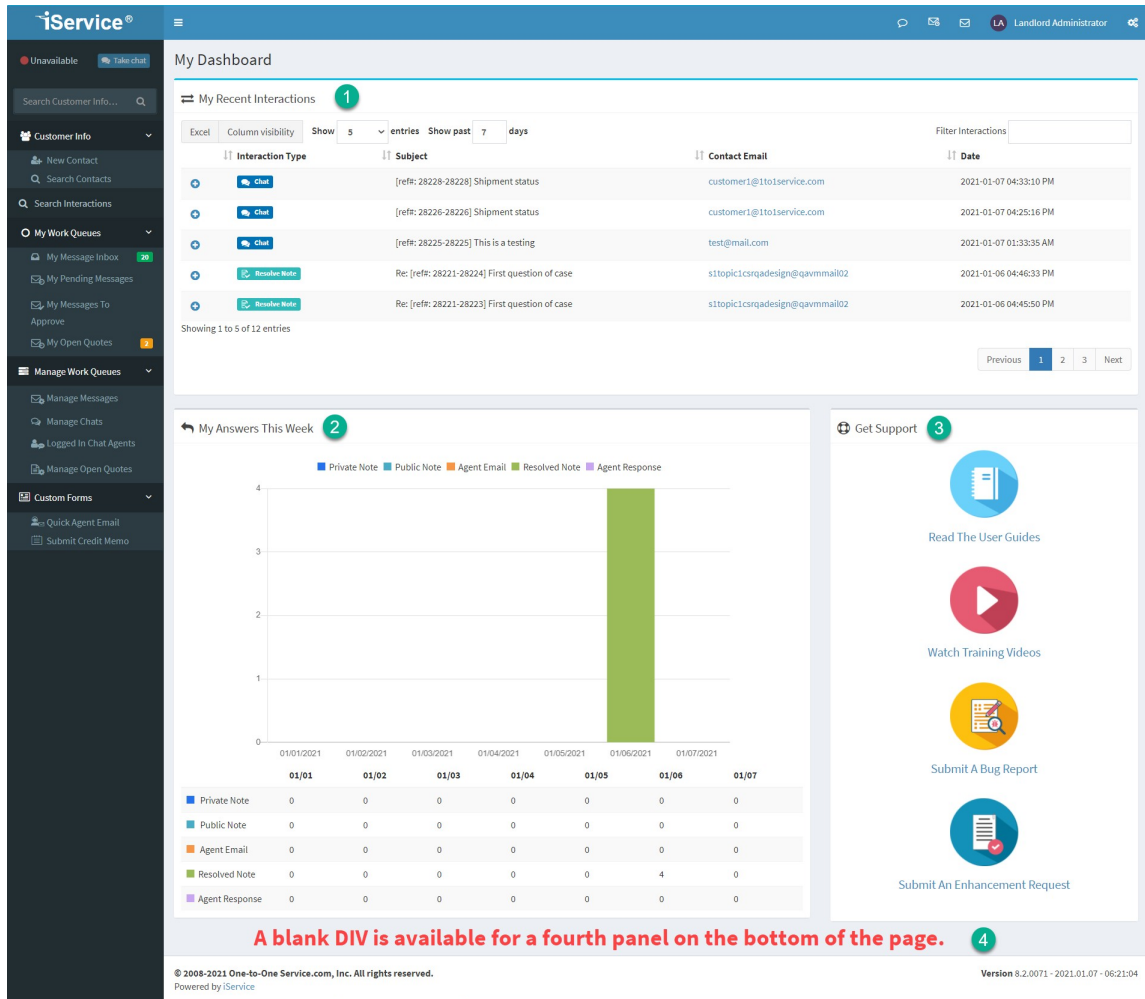 iService®
LA Landlord Administrator
Unavailable Take chat
My Dashboard
Search Customer Info...
Customer Info
New Contact
Search Contacts
Search Interactions
My Work Queues
My Message Inbox 20
My Pending Messages
My Messages To
Approve
My Open Quotes 2
Manage Work Queues
Manage Messages
Manage Chats
Logged In Chat Agents
Manage Open Quotes
Custom Forms
Quick Agent Email
Submit Credit Memo
My Recent Interactions 1
Excel Column visibility Show 5 entries Show past 7 days Filter Interactions
Interaction Type Subject Contact Email Date
Chat [ref#: 28228-28228] Shipment status customer1@1to1service.com 2021-01-07 04:33:10 PM
Chat [ref#: 28226-28226] Shipment status customer1@1to1service.com 2021-01-07 04:25:16 PM
Chat [ref#: 28225-28225] This is a testing test@mail.com 2021-01-07 01:33:35 AM
Resolve Note Re: [ref#: 28221-28224] First question of case s1topic1csrqadesign@qavmmail02 2021-01-06 04:46:33 PM
Resolve Note Re: [ref#: 28221-28223] First question of case s1topic1csrqadesign@qavmmail02 2021-01-06 04:45:50 PM
Showing 1 to 5 of 12 entries
Previous 1 2 3 Next
My Answers This Week 2
Private Note Public Note Agent Email Resolved Note Agent Response
4
3
2
1
0
01/01/2021 01/02/2021 01/03/2021 01/04/2021 01/05/2021 01/06/2021 01/07/2021
01/01 01/02 01/03 01/04 01/05 01/06 01/07
Private Note 0 0 0 0 0 0 0
Public Note 0 0 0 0 0 0 0
Agent Email 0 0 0 0 0 0 0
Resolved Note 0 0 0 0 0 4 0
Agent Response 0 0 0 0 0 0 0
Get Support 3
Read The User Guides
Watch Training Videos
Submit A Bug Report
Submit An Enhancement Request
A blank DIV is available for a fourth panel on the bottom of the page. 4
© 2008-2021 One-to-One Service.com, Inc. All rights reserved. Version 8.2.0071 - 2021.01.07 - 06:21:04
Powered by iService